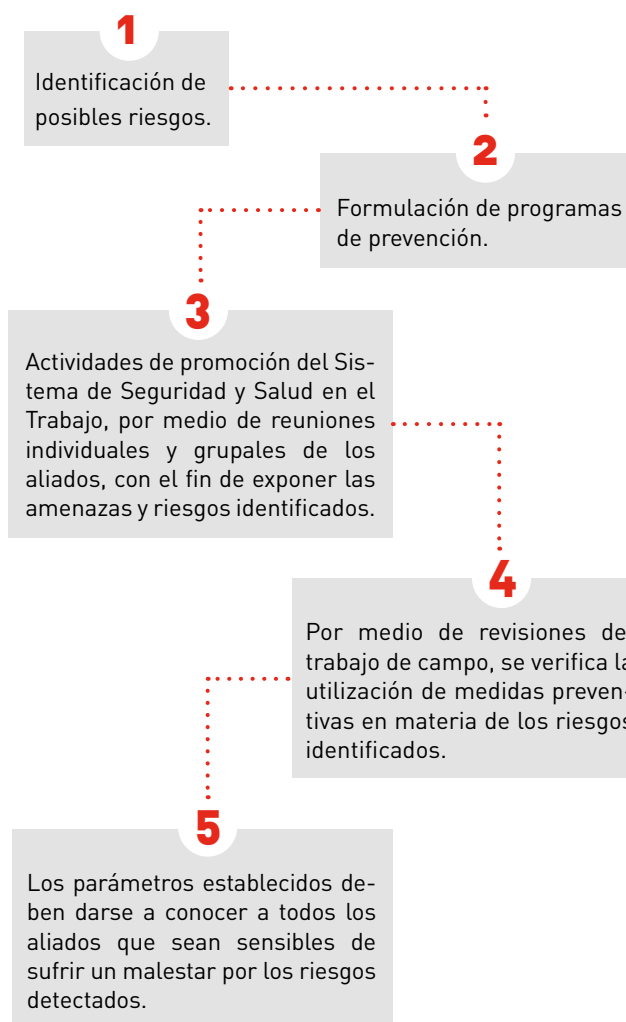 1
Identificación de
posibles riesgos.
2
Formulación de programas
de prevención.
3
Actividades de promoción del Sis-
tema de Seguridad y Salud en el
Trabajo, por medio de reuniones
individuales y grupales de los
aliados, con el fin de exponer las
amenazas y riesgos identificados.
4
Por medio de revisiones de
trabajo de campo, se verifica la
utilización de medidas preven-
tivas en materia de los riesgos
identificados.
5
Los parámetros establecidos de-
ben darse a conocer a todos los
aliados que sean sensibles de
sufrir un malestar por los riesgos
detectados.